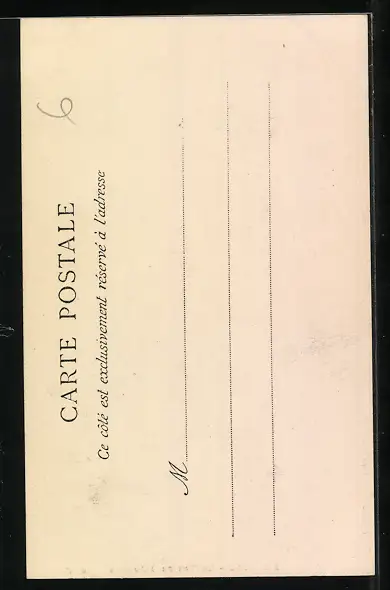 CARTE POSTALE
Ce côté est exclusivement réservé à l'adresse
M
6